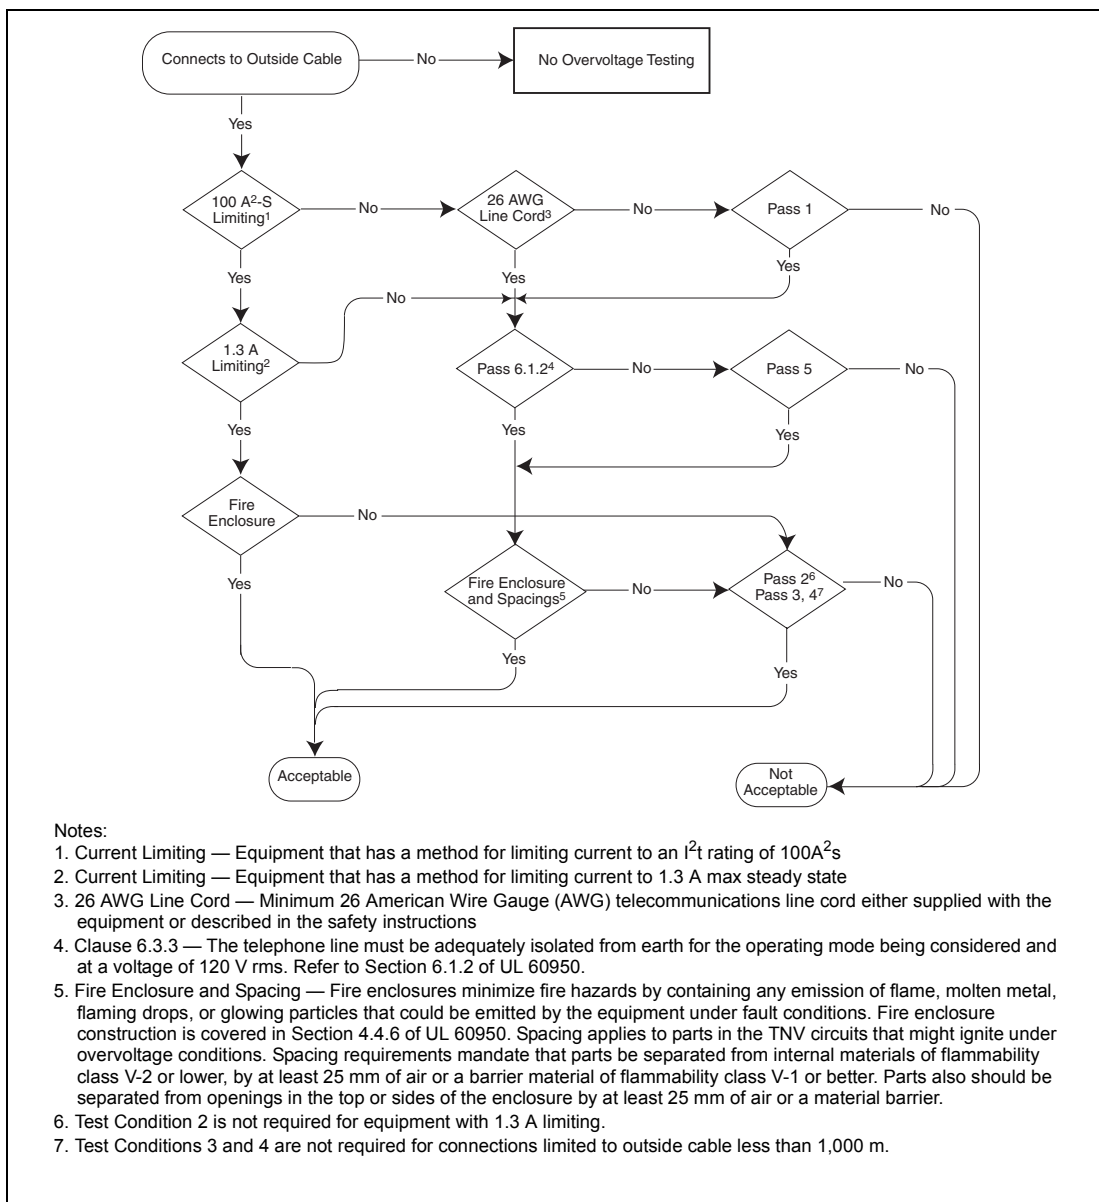 Connects to Outside Cable
No
No Overvoltage Testing
Yes
100 A2-S
Limiting1
No
26 AWG
Line Cord3
No
Pass 1
No
Yes
Yes
Yes
No
1.3 A
Limiting2
Pass 6.1.24
No
Pass 5
No
Yes
Yes
Yes
Fire
Enclosure
No
Yes
Fire Enclosure
and Spacings5
No
Pass 26
Pass 3, 47
No
Yes
Yes
Acceptable
Not
Acceptable
Notes:
1. Current Limiting — Equipment that has a method for limiting current to an I2t rating of 100A2s
2. Current Limiting — Equipment that has a method for limiting current to 1.3 A max steady state
3. 26 AWG Line Cord — Minimum 26 American Wire Gauge (AWG) telecommunications line cord either supplied with the
equipment or described in the safety instructions
4. Clause 6.3.3 — The telephone line must be adequately isolated from earth for the operating mode being considered and
at a voltage of 120 V rms. Refer to Section 6.1.2 of UL 60950.
5. Fire Enclosure and Spacing — Fire enclosures minimize fire hazards by containing any emission of flame, molten metal,
flaming drops, or glowing particles that could be emitted by the equipment under fault conditions. Fire enclosure
construction is covered in Section 4.4.6 of UL 60950. Spacing applies to parts in the TNV circuits that might ignite under
overvoltage conditions. Spacing requirements mandate that parts be separated from internal materials of flammability
class V-2 or lower, by at least 25 mm of air or a barrier material of flammability class V-1 or better. Parts also should be
separated from openings in the top or sides of the enclosure by at least 25 mm of air or a material barrier.
6. Test Condition 2 is not required for equipment with 1.3 A limiting.
7. Test Conditions 3 and 4 are not required for connections limited to outside cable less than 1,000 m.